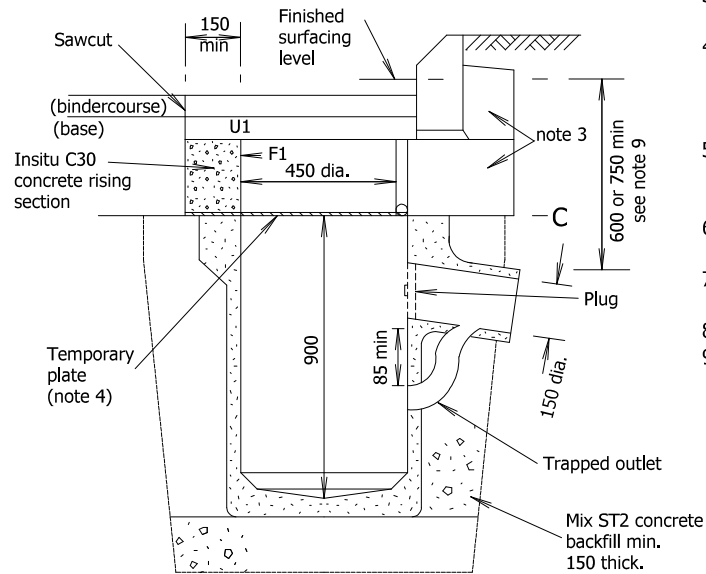 150
min
Finished
surfacing
level
Sawcut
(bindercourse)
(base)
U1
note 3
Insitu C30
concrete rising
section
F1
450 dia.
600 or 750 min
see note 9
C
Plug
Temporary
plate
(note 4)
900
85 min
150 dia.
Trapped outlet
Mix ST2 concrete
backfill min.
150 thick.